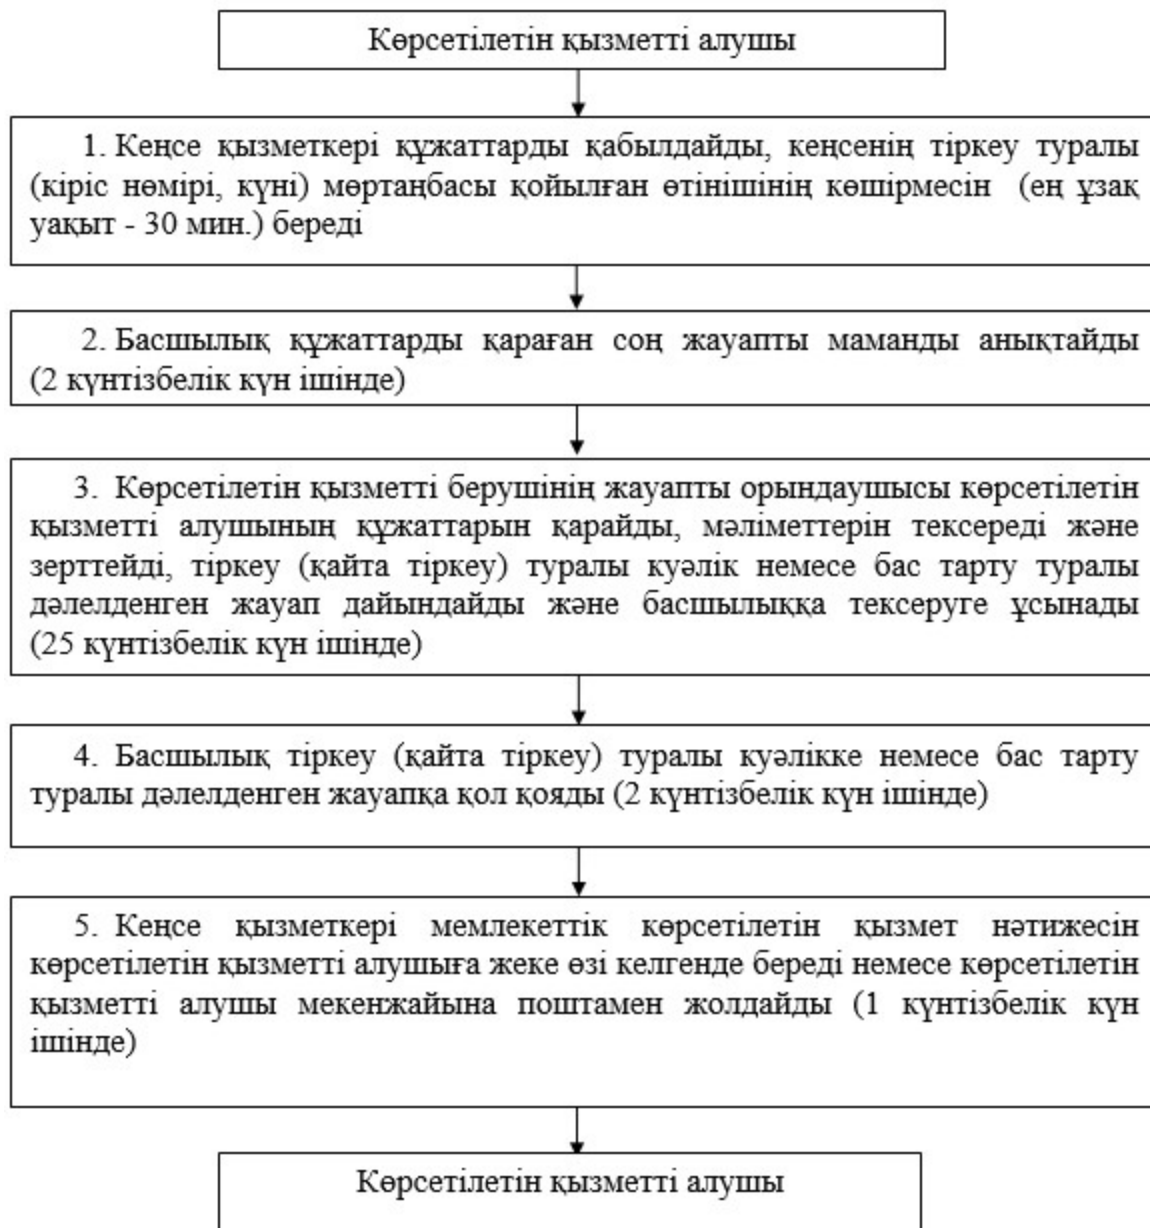 Көрсетілетін қызметті алушы
1. Кеңсе қызметкері құжаттарды қабылдайды, кеңсенің тіркеу туралы
(кіріс нөмірі, күні) мөртаңбасы қойылған өтінішінің көшірмесін (ең ұзақ
уақыт - 30 мин.) береді
2. Басшылық құжаттарды қараған соң жауапты маманды анықтайды
(2 күнтізбелік күн ішінде)
3. Көрсетілетін қызметті берушінің жауапты орындаушысы көрсетілетін
қызметті алушының құжаттарын қарайды, мәліметтерін тексереді және
зерттейді, тіркеу (қайта тіркеу) туралы куәлік немесе бас тарту туралы
дәлелденген жауап дайындайды және басшылыққа тексеруге ұсынады
(25 күнтізбелік күн ішінде)
4. Басшылық тіркеу (қайта тіркеу) туралы куәлікке немесе бас тарту
туралы дәлелденген жауапқа қол қояды (2 күнтізбелік күн ішінде)
5. Кеңсе қызметкері мемлекеттік көрсетілетін қызмет нәтижесін
көрсетілетін қызметті алушыға жеке өзі келгенде береді немесе көрсетілетін
қызметті алушы мекенжайына поштамен жолдайды (1 күнтізбелік күн
ішінде)
Көрсетілетін қызметті алушы